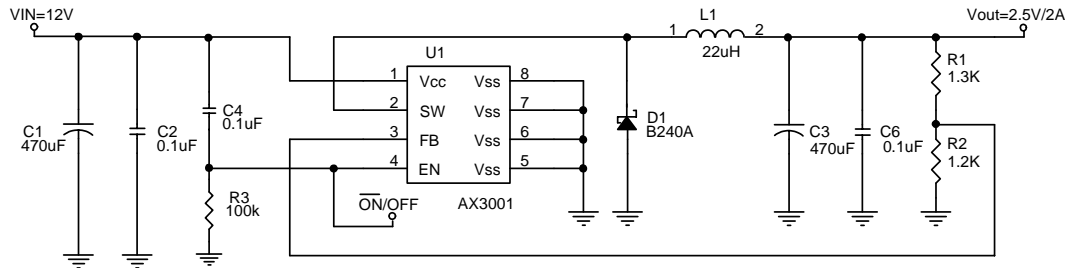 VIN=12V
Vout=2.5V/2A
L1
1
2
22uH
U1
1
Vcc
Vss
8
2
SW
Vss
7
3
FB
Vss
6
4
EN
Vss
5
AX3001
C1
470uF
C2
0.1uF
C4
0.1uF
R3
100k
ON/OFF
D1
B240A
C3
470uF
C6
0.1uF
R1
1.3K
R2
1.2K